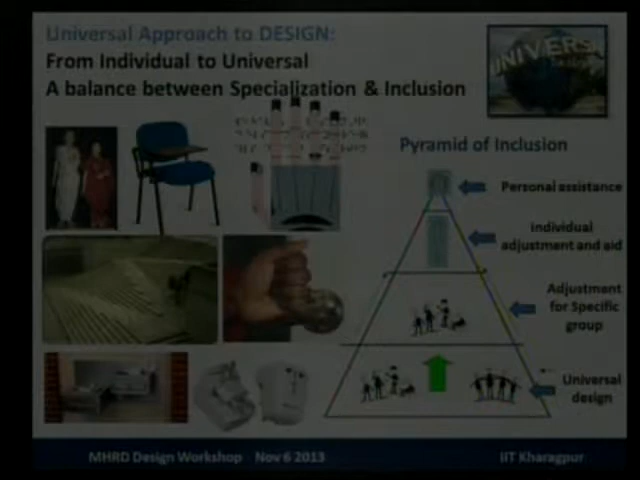 Universal Approach to DESIGN:
From Individual to Universal
A balance between Specialization & Inclusion
UNIVERS
Pyramid of Inclusion
Personal assistance
Individual
adjustment and aid
Adjustment
for Specific
group
Universal
design
MHRD Design Workshop Nov 6 2013
IIT Kharagpur